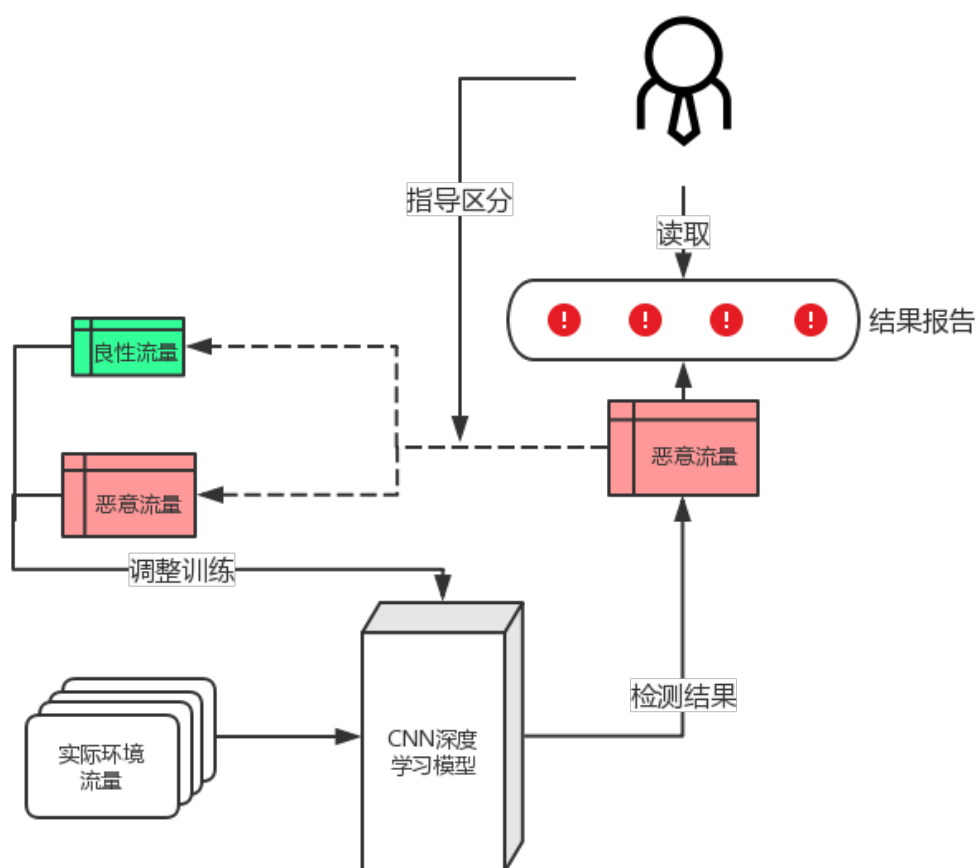 指导区分
读取
结果报告
良性流量
恶意流量
恶意流量
调整训练
检测结果
CNN深度
学习模型
实际环境
流量